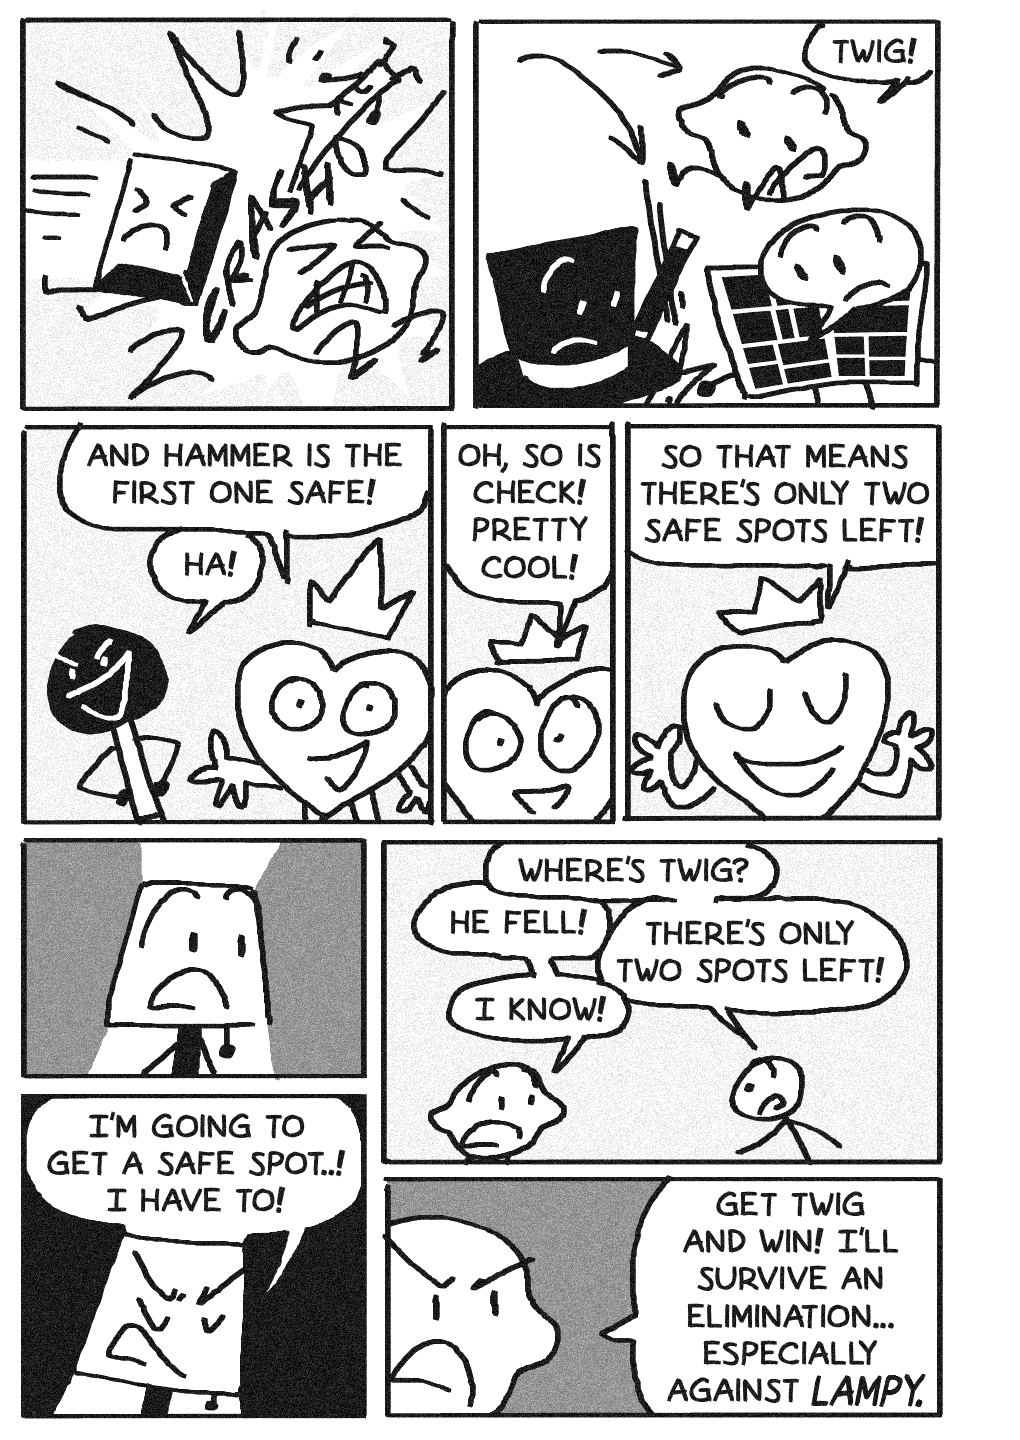 CRASH
TWIG!
AND HAMMER IS THE
FIRST ONE SAFE!
HA!
OH, SO IS
CHECK!
PRETTY
COOL!
SO THAT MEANS
THERE'S ONLY TWO
SAFE SPOTS LEFT!
WHERE'S TWIG?
HE FELL!
THERE'S ONLY
TWO SPOTS LEFT!
I KNOW!
I'M GOING TO
GET A SAFE SPOT..!
I HAVE TO!
GET TWIG
AND WIN! I'LL
SURVIVE AN
ELIMINATION...
ESPECIALLY
AGAINST LAMPY.